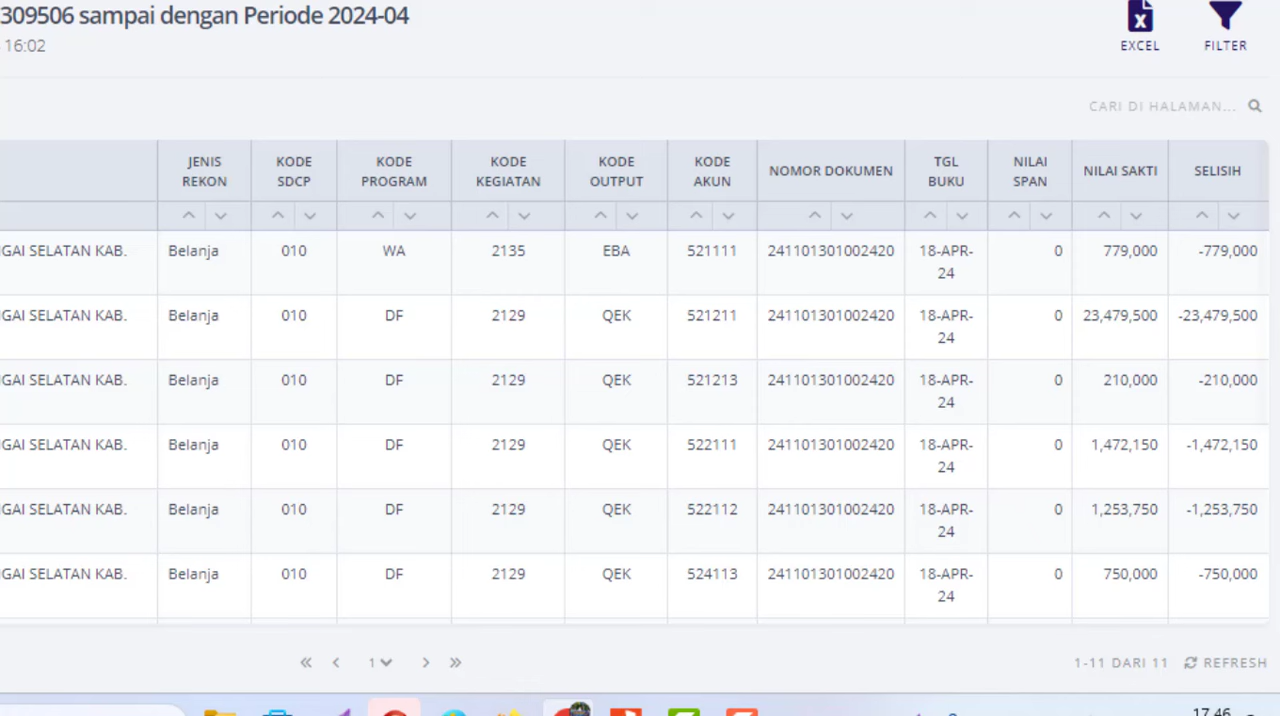 309506 sampai dengan Periode 2024-04
16:02
EXCEL
FILTER
CARI DI HALAMAN...
JENIS REKON KODE SDCP KODE PROGRAM KODE KEGIATAN KODE OUTPUT KODE AKUN NOMOR DOKUMEN TGL BUKU NILAI SPAN NILAI SAKTI SELISIH
GAI SELATAN KAB. Belanja 010 WA 2135 EBA 521111 241101301002420 18-APR-24 0 779,000 -779,000
GAI SELATAN KAB. Belanja 010 DF 2129 QEK 521211 241101301002420 18-APR-24 0 23,479,500 -23,479,500
GAI SELATAN KAB. Belanja 010 DF 2129 QEK 521213 241101301002420 18-APR-24 0 210,000 -210,000
GAI SELATAN KAB. Belanja 010 DF 2129 QEK 522111 241101301002420 18-APR-24 0 1,472,150 -1,472,150
GAI SELATAN KAB. Belanja 010 DF 2129 QEK 522112 241101301002420 18-APR-24 0 1,253,750 -1,253,750
GAI SELATAN KAB. Belanja 010 DF 2129 QEK 524113 241101301002420 18-APR-24 0 750,000 -750,000
1
1-11 DARI 11 REFRESH
17.46